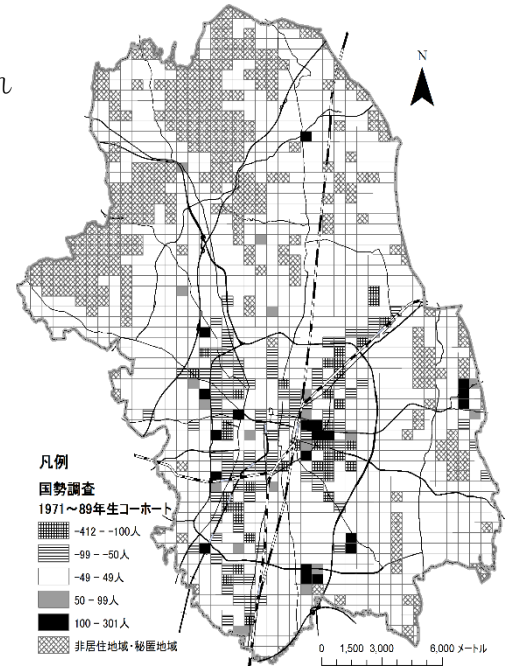 れ
N
凡例
国勢調査
1971～89年生コーホート
-412 - -100人
-99 - -50人
-49 - 49人
50 - 99人
100 - 301人
非居住地域・秘匿地域
0 1,500 3,000 6,000 メートル